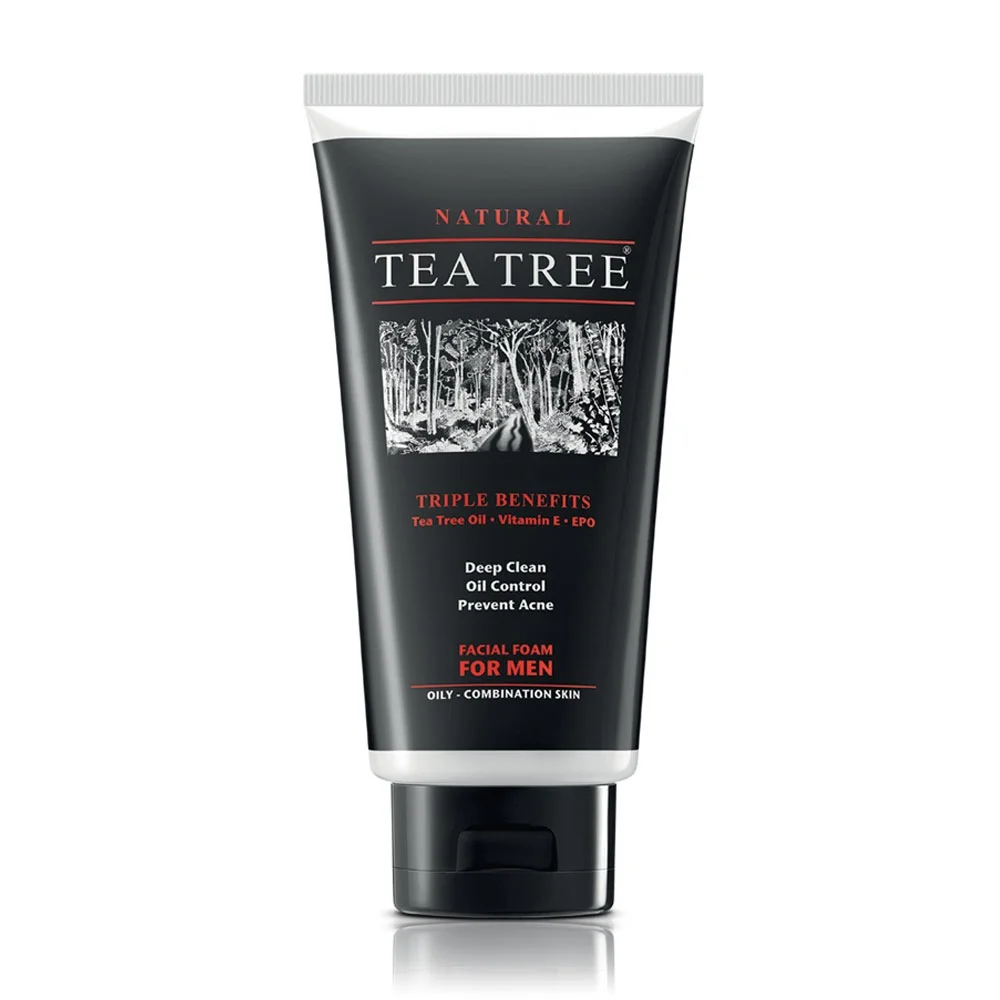 NATURAL
TEA TREE®
TRIPLE BENEFITS
Tea Tree Oil • Vitamin E • EPO
Deep Clean
Oil Control
Prevent Acne
FACIAL FOAM
FOR MEN
OILY - COMBINATION SKIN